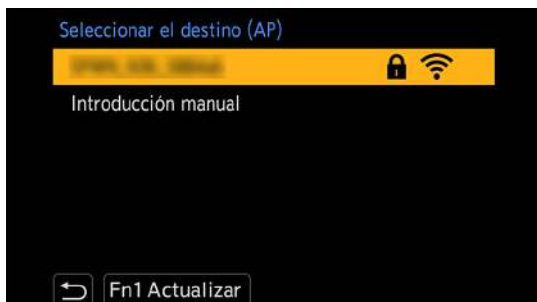 Seleccionar el destino (AP)
Introducción manual
Fn1 Actualizar